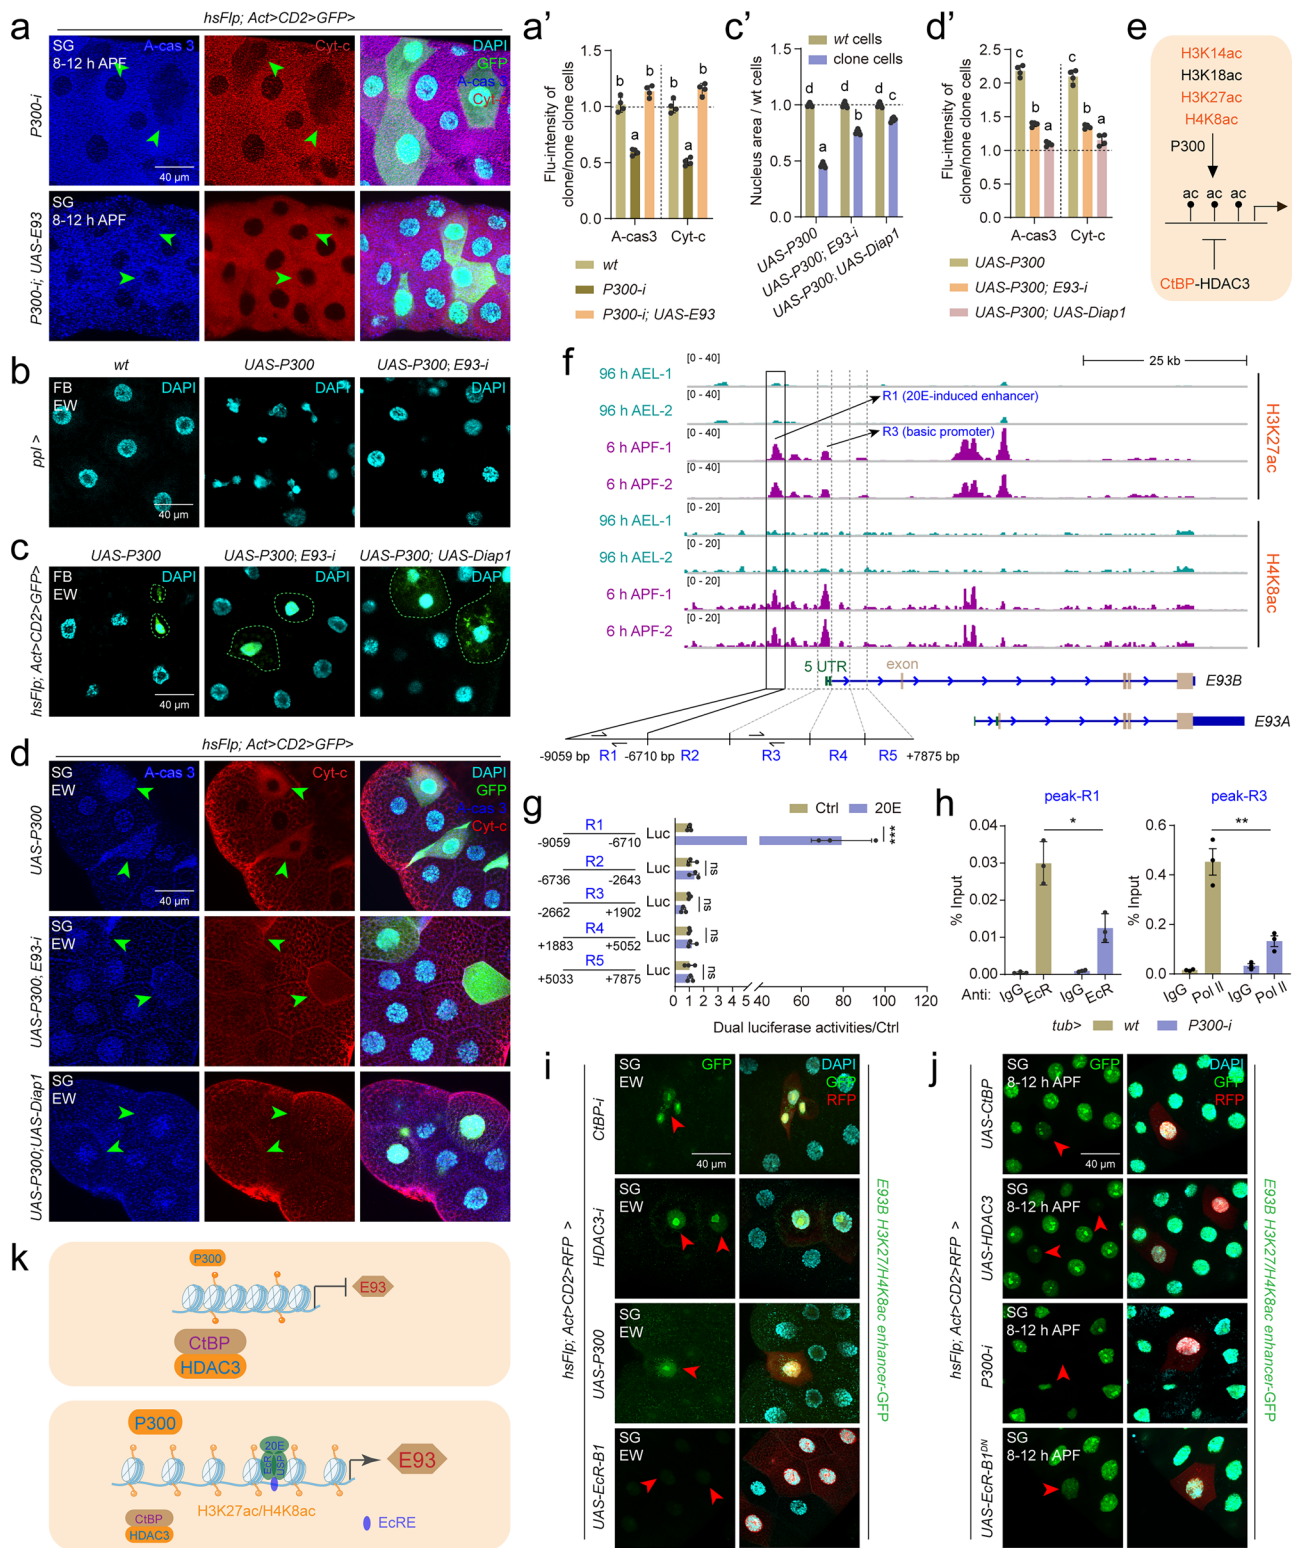 a
hsFlp; Act>CD2>GFP>
SG
8-12 h APF
A-cas 3
Cyt-c
DAPI
GFP
A-cas 3
Cyt-c
P300-i
40 μm
SG
8-12 h APF
P300-i; UAS-E93
a'
Flu-intensity of
clone/none clone cells
1.5
1.0
0.5
0.0
b
a
b
b
a
b
A-cas3
Cyt-c
wt
P300-i
P300-i; UAS-E93
c'
wt cells
clone cells
Nucleus area / wt cells
1.5
1.0
0.5
0.0
d
a
d
b
d
c
UAS-P300
UAS-P300; E93-i
UAS-P300; UAS-Diap1
d'
Flu-intensity of
clone/none clone cells
2.5
2.0
1.5
1.0
0.5
0.0
c
b
a
c
b
a
A-cas3
Cyt-c
UAS-P300
UAS-P300; E93-i
UAS-P300; UAS-Diap1
e
H3K14ac
H3K18ac
H3K27ac
H4K8ac
P300
ac ac ac
CtBP-HDAC3
b
wt
UAS-P300
UAS-P300; E93-i
ppl >
FB
EW
DAPI
DAPI
DAPI
40 μm
c
UAS-P300
UAS-P300; E93-i
UAS-P300; UAS-Diap1
hsFlp; Act>CD2>GFP>
FB
EW
DAPI
DAPI
DAPI
40 μm
d
hsFlp; Act>CD2>GFP>
SG
EW
A-cas 3
Cyt-c
DAPI
GFP
A-cas 3
Cyt-c
UAS-P300
40 μm
SG
EW
UAS-P300; E93-i
SG
EW
UAS-P300;UAS-Diap1
f
25 kb
[0 - 40]
96 h AEL-1
[0 - 40]
96 h AEL-2
[0 - 40]
6 h APF-1
[0 - 40]
6 h APF-2
R1 (20E-induced enhancer)
R3 (basic promoter)
H3K27ac
[0 - 20]
96 h AEL-1
[0 - 20]
96 h AEL-2
[0 - 20]
6 h APF-1
[0 - 20]
6 h APF-2
H4K8ac
5 UTR
exon
E93B
E93A
-9059 bp R1 -6710 bp R2 R3 R4 R5 +7875 bp
g
Ctrl
20E
R1
-9059 -6710
Luc
***
R2
-6736 -2643
Luc
ns
R3
-2662 +1902
Luc
ns
R4
+1883 +5052
Luc
ns
R5
+5033 +7875
Luc
ns
0 1 2 3 4 5 40 60 80 100 120
Dual luciferase activities/Ctrl
h
peak-R1
% Input
0.04
0.03
0.02
0.01
0.00
*
peak-R3
% Input
0.6
0.4
0.2
0.0
**
Anti: IgG EcR IgG EcR
IgG Pol II IgG Pol II
tub> wt P300-i
i
SG
EW
GFP
DAPI
GFP
RFP
CtBP-i
40 μm
SG
EW
HDAC3-i
SG
EW
UAS-P300
SG
EW
UAS-EcR-B1
hsFlp; Act>CD2>RFP >
E93B H3K27/H4K8ac enhancer-GFP
j
SG
8-12 h APF
GFP
DAPI
GFP
RFP
UAS-CtBP
40 μm
SG
8-12 h APF
UAS-HDAC3
SG
8-12 h APF
P300-i
SG
8-12 h APF
UAS-EcR-B1DN
hsFlp; Act>CD2>RFP >
E93B H3K27/H4K8ac enhancer-GFP
k
P300
E93
CtBP
HDAC3
P300
20E
EcR
USP
E93
H3K27ac/H4K8ac
CtBP
HDAC3
EcRE